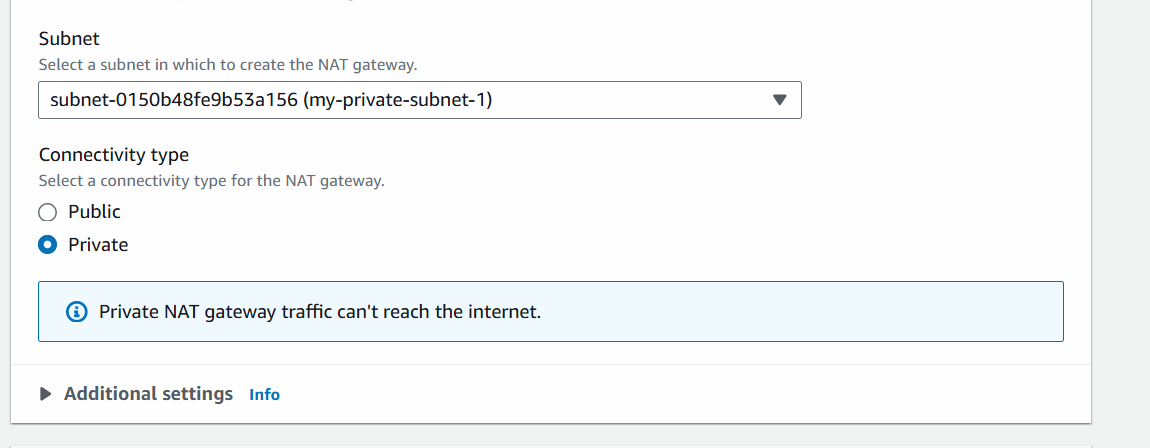 Subnet
Select a subnet in which to create the NAT gateway.
subnet-0150b48fe9b53a156 (my-private-subnet-1)
Connectivity type
Select a connectivity type for the NAT gateway.
Public
Private
Private NAT gateway traffic can't reach the internet.
Additional settings Info